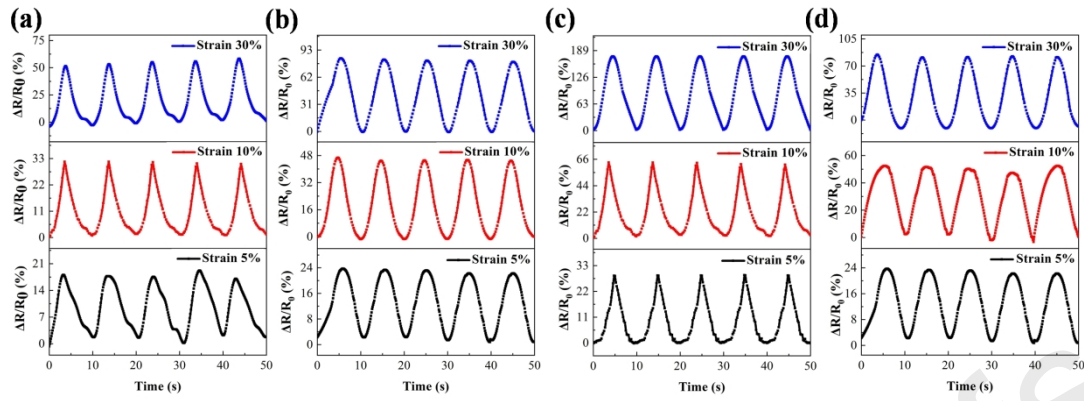 (a)
Strain 30%
75
50
25
0
ΔR/R0 (%)
Strain 10%
33
22
11
0
ΔR/R0 (%)
Strain 5%
21
14
7
0
ΔR/R0 (%)
0 10 20 30 40 50
Time (s)
(b)
Strain 30%
93
62
31
0
ΔR/R₀ (%)
Strain 10%
48
32
16
0
ΔR/R₀ (%)
Strain 5%
24
16
8
0
ΔR/R₀ (%)
0 10 20 30 40 50
Time (s)
(c)
Strain 30%
189
126
63
0
ΔR/R₀ (%)
Strain 10%
66
44
22
0
ΔR/R₀ (%)
Strain 5%
33
22
11
0
ΔR/R₀ (%)
0 10 20 30 40 50
Time (s)
(d)
Strain 30%
105
70
35
0
ΔR/R₀ (%)
Strain 10%
60
40
20
0
ΔR/R₀ (%)
Strain 5%
24
16
8
0
ΔR/R₀ (%)
0 10 20 30 40 50
Time (s)